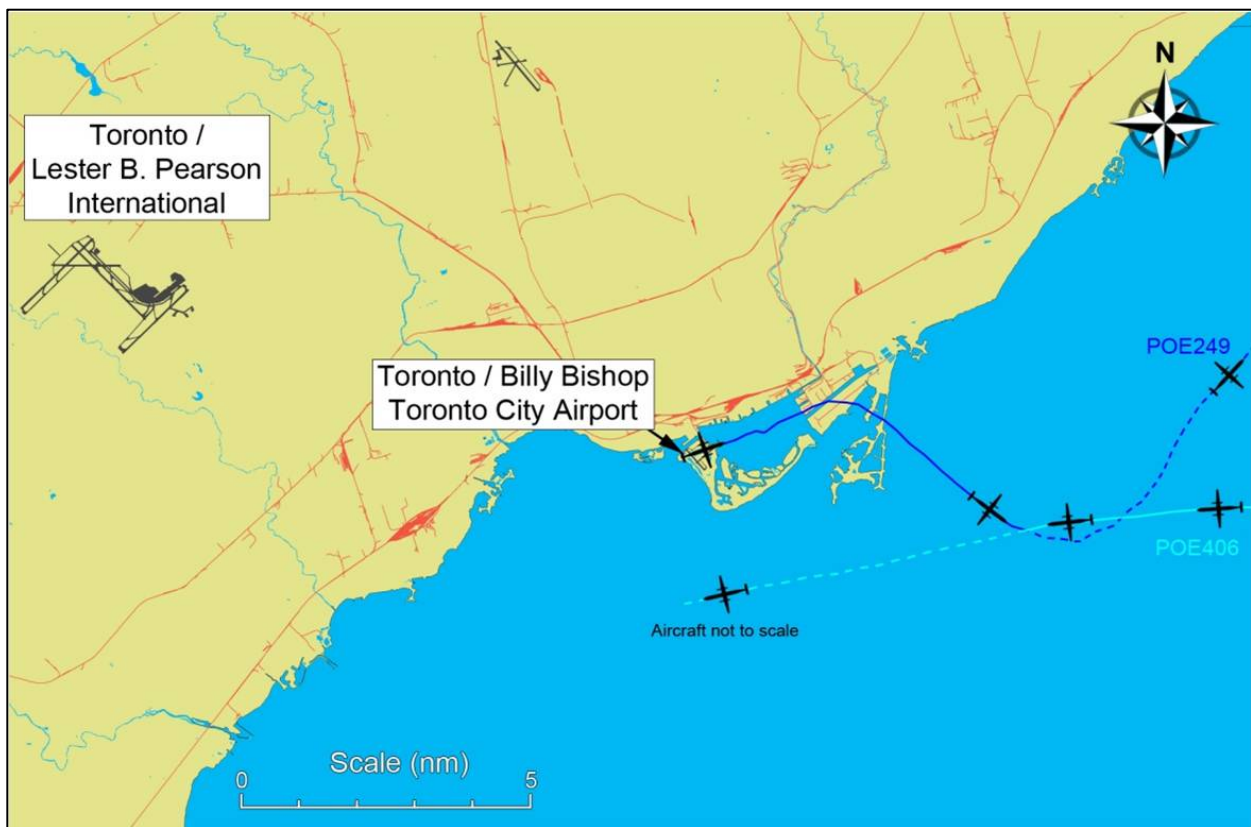 N
Toronto /
Lester B. Pearson
International
POE249
Toronto / Billy Bishop
Toronto City Airport
POE406
Aircraft not to scale
Scale (nm)
0 5